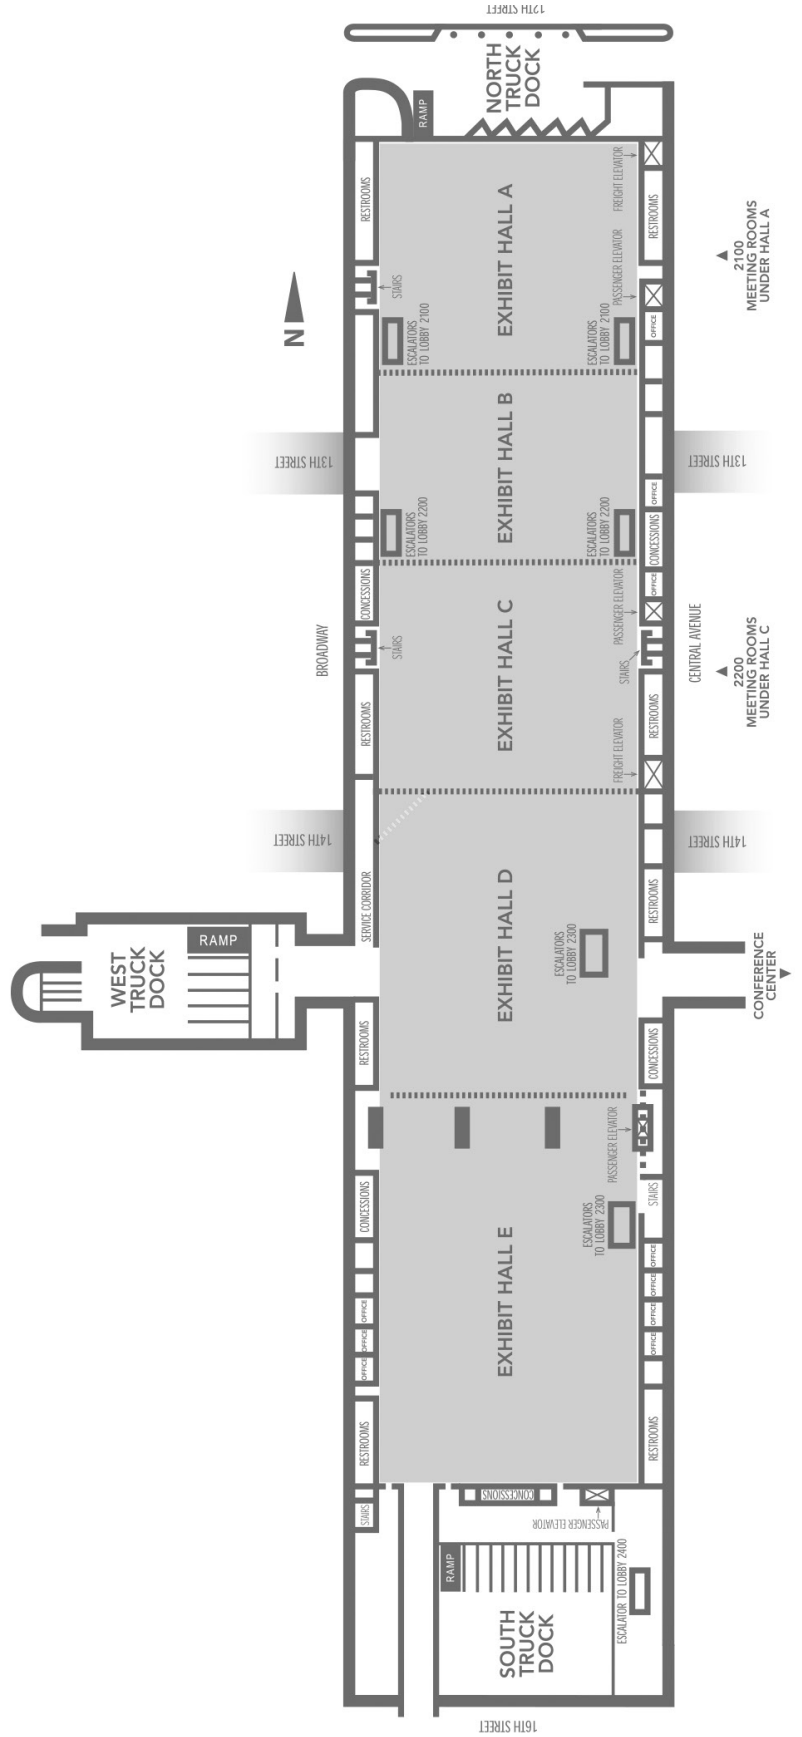 12TH STREET
NORTH
TRUCK
DOCK
RAMP
RESTROOMS
EXHIBIT HALL A
FREIGHT ELEVATOR
RESTROOMS
2100
MEETING ROOMS
UNDER HALL A
STAIRS
PASSENGER ELEVATOR
N
ESCALATORS
TO LOBBY 2100
ESCALATORS
TO LOBBY 2100
OFFICE
13TH STREET
EXHIBIT HALL B
13TH STREET
ESCALATORS
TO LOBBY 2200
ESCALATORS
TO LOBBY 2200
OFFICE
CONCESSIONS
CONCESSIONS
PASSENGER ELEVATOR
OFFICE
BROADWAY
STAIRS
EXHIBIT HALL C
STAIRS
CENTRAL AVENUE
2200
MEETING ROOMS
UNDER HALL C
RESTROOMS
FREIGHT ELEVATOR
RESTROOMS
14TH STREET
14TH STREET
SERVICE CORRIDOR
EXHIBIT HALL D
RESTROOMS
WEST
TRUCK
DOCK
RAMP
ESCALATORS
TO LOBBY 2300
CONFERENCE
CENTER
RESTROOMS
CONCESSIONS
PASSENGER ELEVATOR
CONCESSIONS
STAIRS
ESCALATORS
TO LOBBY 2300
EXHIBIT HALL E
OFFICE
OFFICE
OFFICE
OFFICE
OFFICE
OFFICE
OFFICE
RESTROOMS
RESTROOMS
STAIRS
CONCESSIONS
PASSENGER ELEVATOR
RAMP
SOUTH
TRUCK
DOCK
ESCALATOR TO LOBBY 2400
16TH STREET